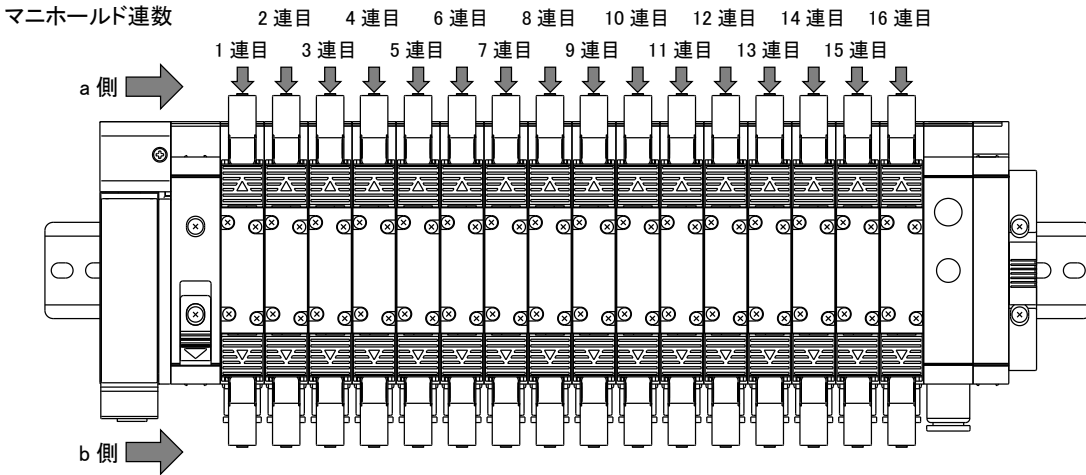 マニホールド連数
2 連目 4 連目 6 連目 8 連目 10 連目 12 連目 14 連目 16 連目
1 連目 3 連目 5 連目 7 連目 9 連目 11 連目 13 連目 15 連目
a 側
b 側